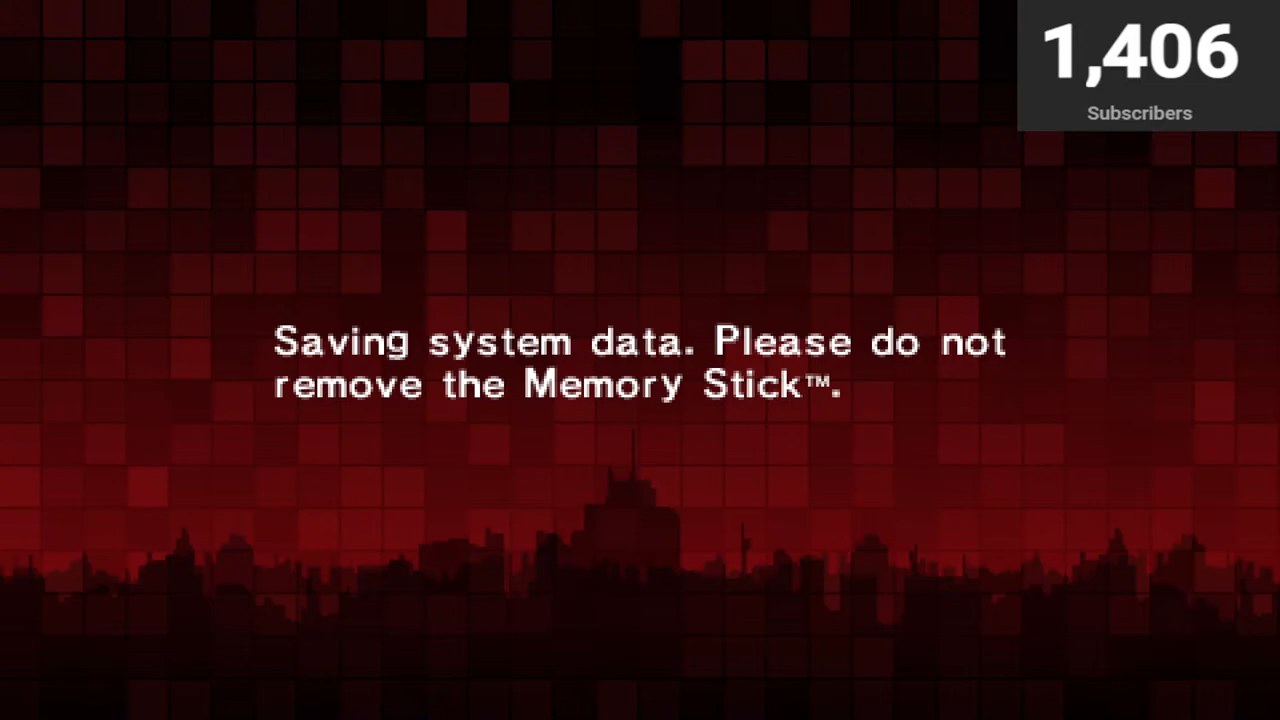 1,406
Subscribers
Saving system data. Please do not
remove the Memory Stick™.